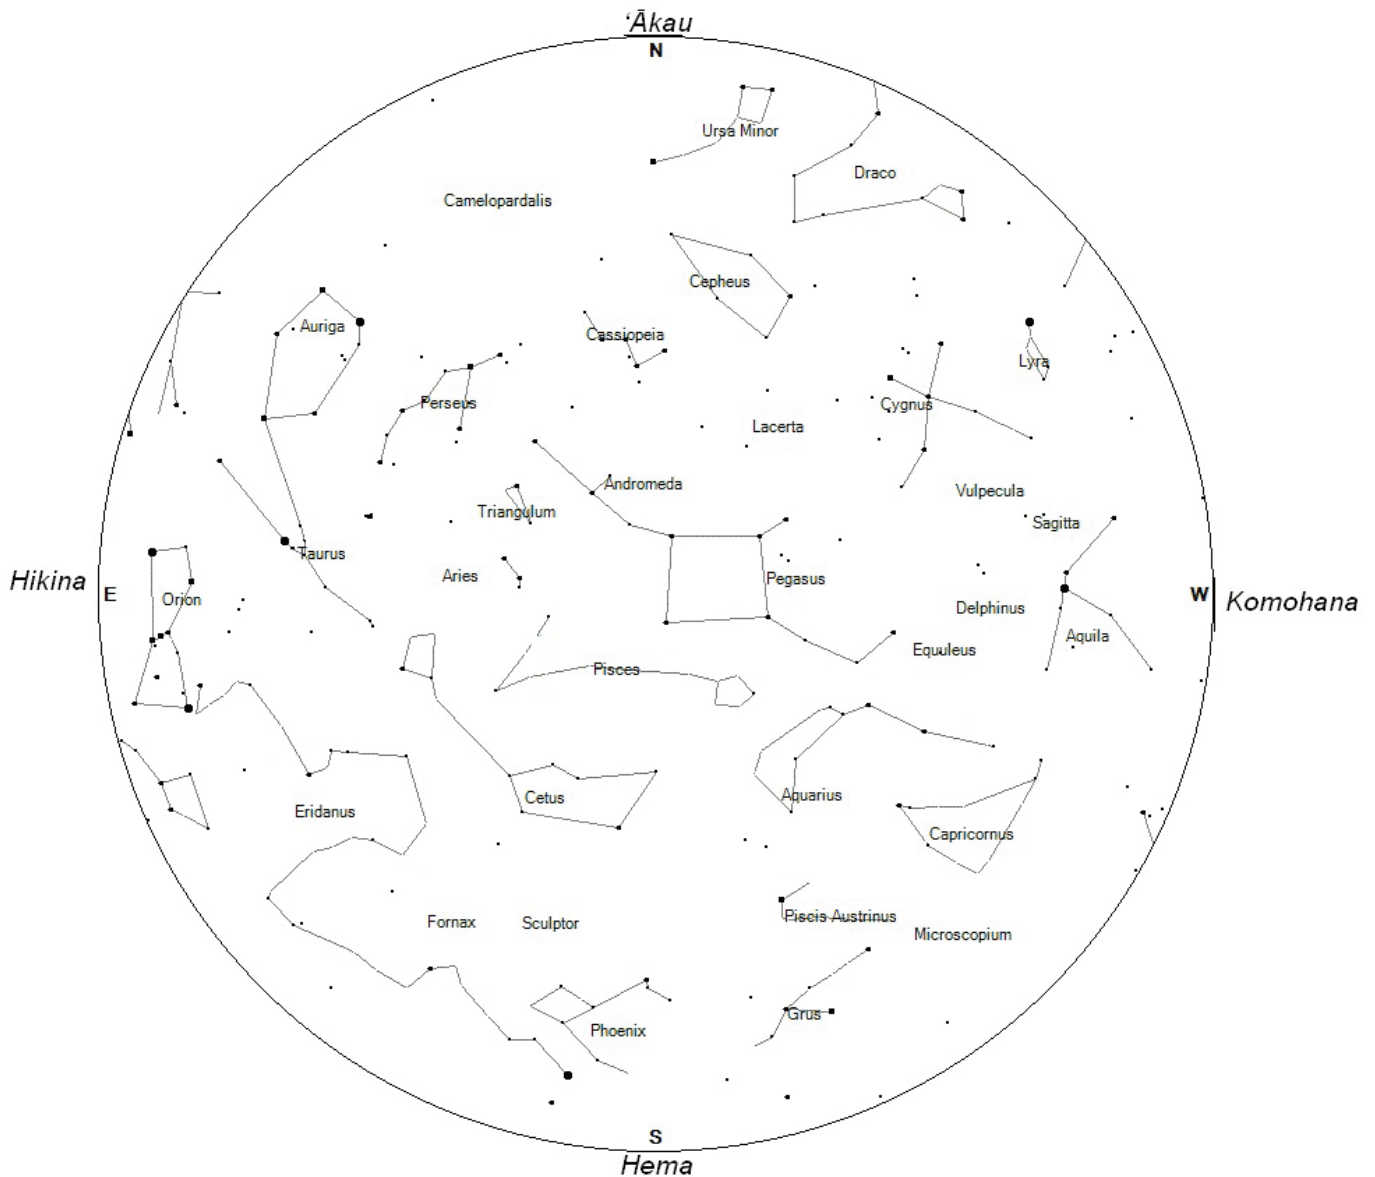 ʻĀkau
N
Ursa Minor
Draco
Camelopardalis
Cepheus
Auriga
Cassiopeia
Lyra
Perseus
Cygnus
Lacerta
Andromeda
Vulpecula
Triangulum
Sagitta
Taurus
Aries
Pegasus
Hikina
E
Orion
Delphinus
W
Komohana
Aquila
Equuleus
Pisces
Cetus
Aquarius
Eridanus
Capricornus
Piscis Austrinus
Fornax
Sculptor
Microscopium
Grus
Phoenix
S
Hema